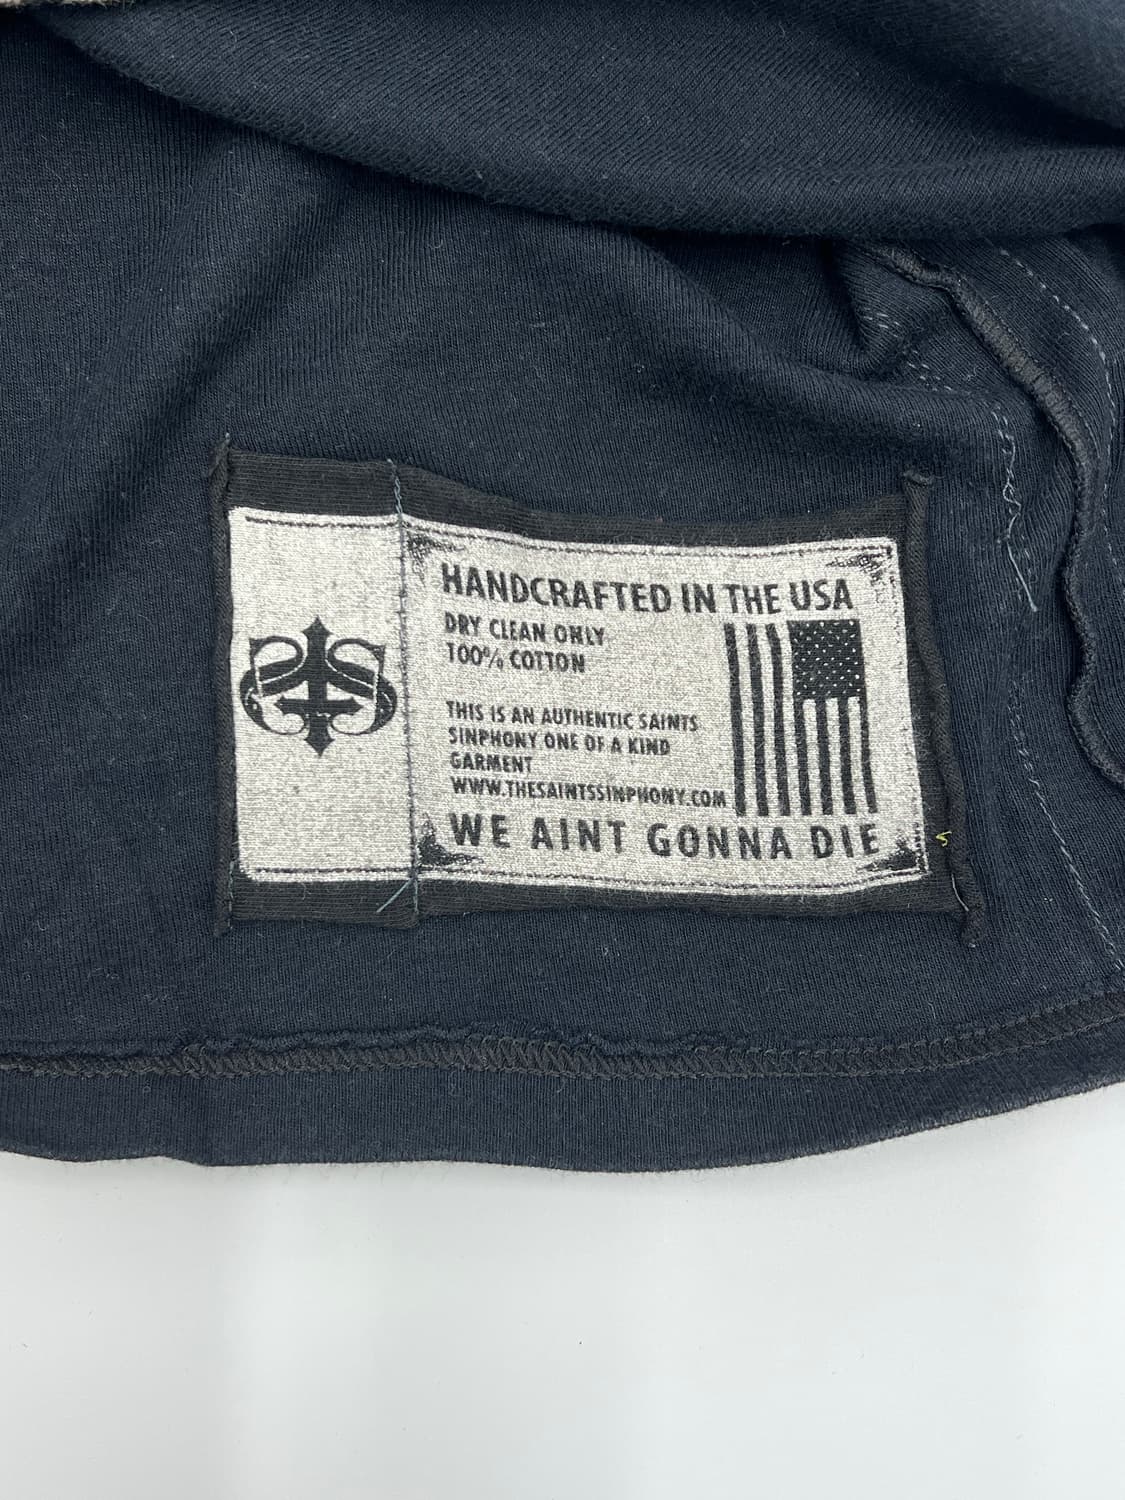 HANDCRAFTED IN THE USA
DRY CLEAN ONLY
100% COTTON
THIS IS AN AUTHENTIC SAINTS
SINPHONY ONE OF A KIND
GARMENT
WWW.THESAINTSSINPHONY.COM
WE AINT GONNA DIE